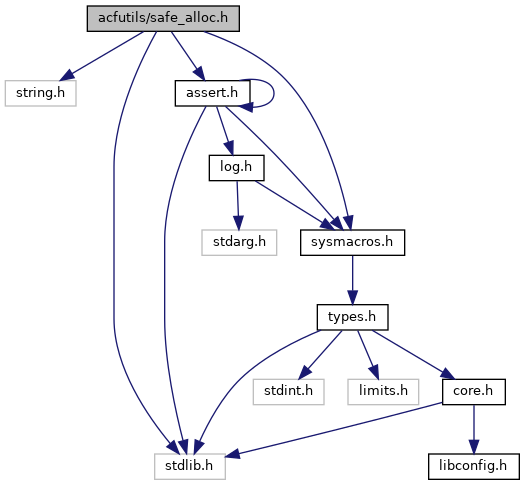 acfutils/safe_alloc.h
string.h
assert.h
log.h
stdarg.h
sysmacros.h
types.h
stdint.h
limits.h
core.h
stdlib.h
libconfig.h